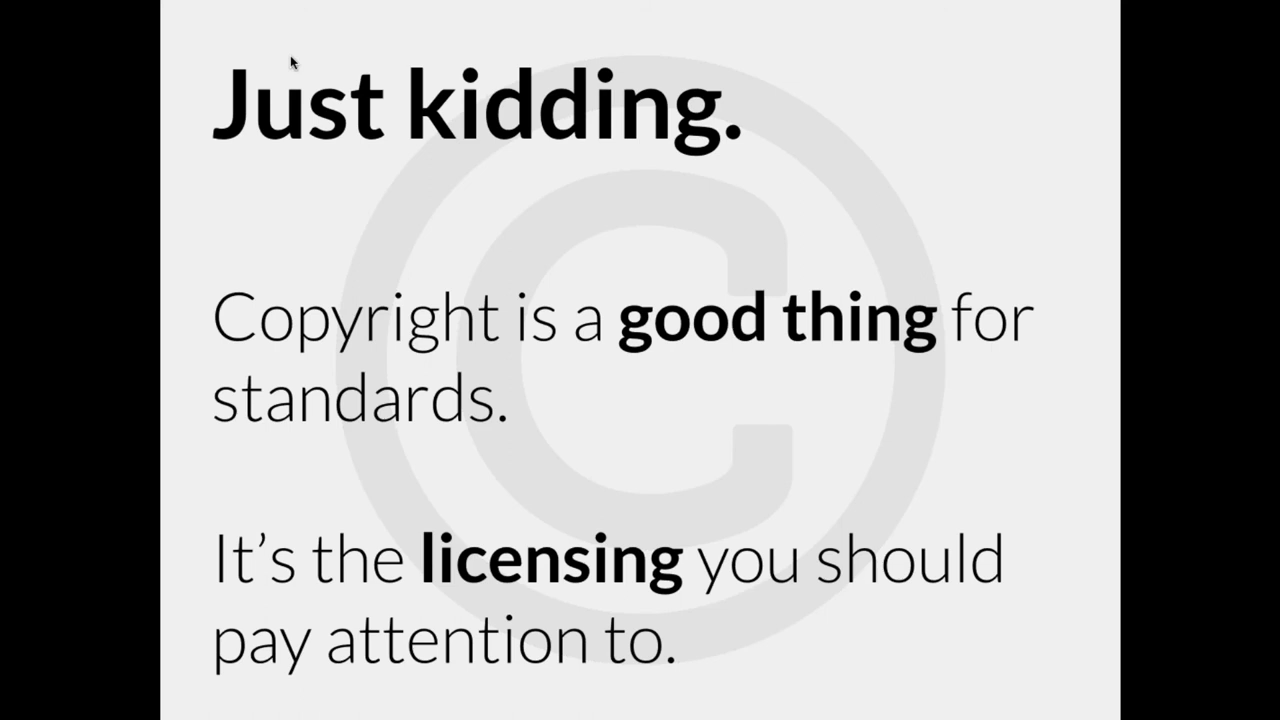 Just kidding.
Copyright is a good thing for
standards.
It’s the licensing you should
pay attention to.